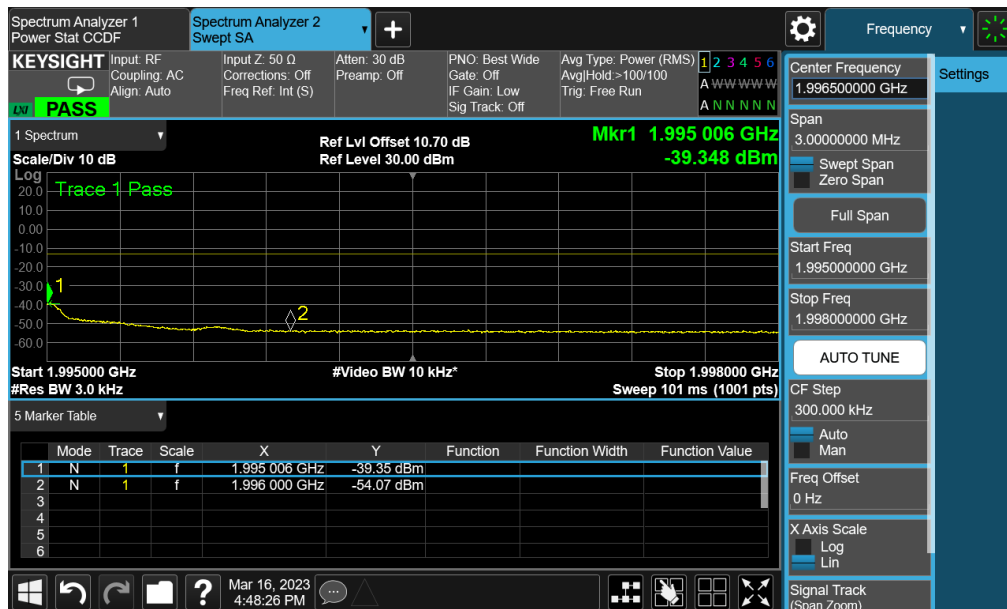 Spectrum Analyzer 1
Power Stat CCDF
Spectrum Analyzer 2
Swept SA
▼
+
Frequency
▼
KEYSIGHT
LXI
PASS
Input: RF
Coupling: AC
Align: Auto
Input Z: 50 Ω
Corrections: Off
Freq Ref: Int (S)
Atten: 30 dB
Preamp: Off
PNO: Best Wide
Gate: Off
IF Gain: Low
Sig Track: Off
Avg Type: Power (RMS)
Avg|Hold:>100/100
Trig: Free Run
1 2 3 4 5 6
A W W W W W
A N N N N N
1 Spectrum ▼
Scale/Div 10 dB
Ref Lvl Offset 10.70 dB
Ref Level 30.00 dBm
Mkr1 1.995 006 GHz
-39.348 dBm
Log
Trace 1 Pass
20.0
10.0
0.00
-10.0
-20.0
-30.0
-40.0
-50.0
-60.0
1
2
Start 1.995000 GHz
#Video BW 10 kHz*
Stop 1.998000 GHz
#Res BW 3.0 kHz
Sweep 101 ms (1001 pts)
5 Marker Table ▼
Mode Trace Scale X Y Function Function Width Function Value
1 N 1 f 1.995 006 GHz -39.35 dBm
2 N 1 f 1.996 000 GHz -54.07 dBm
3
4
5
6
?
Mar 16, 2023
4:48:26 PM
Center Frequency
1.996500000 GHz
Span
3.00000000 MHz
Swept Span
Zero Span
Full Span
Start Freq
1.995000000 GHz
Stop Freq
1.998000000 GHz
AUTO TUNE
CF Step
300.000 kHz
Auto
Man
Freq Offset
0 Hz
X Axis Scale
Log
Lin
Signal Track
(Span Zoom)
Settings